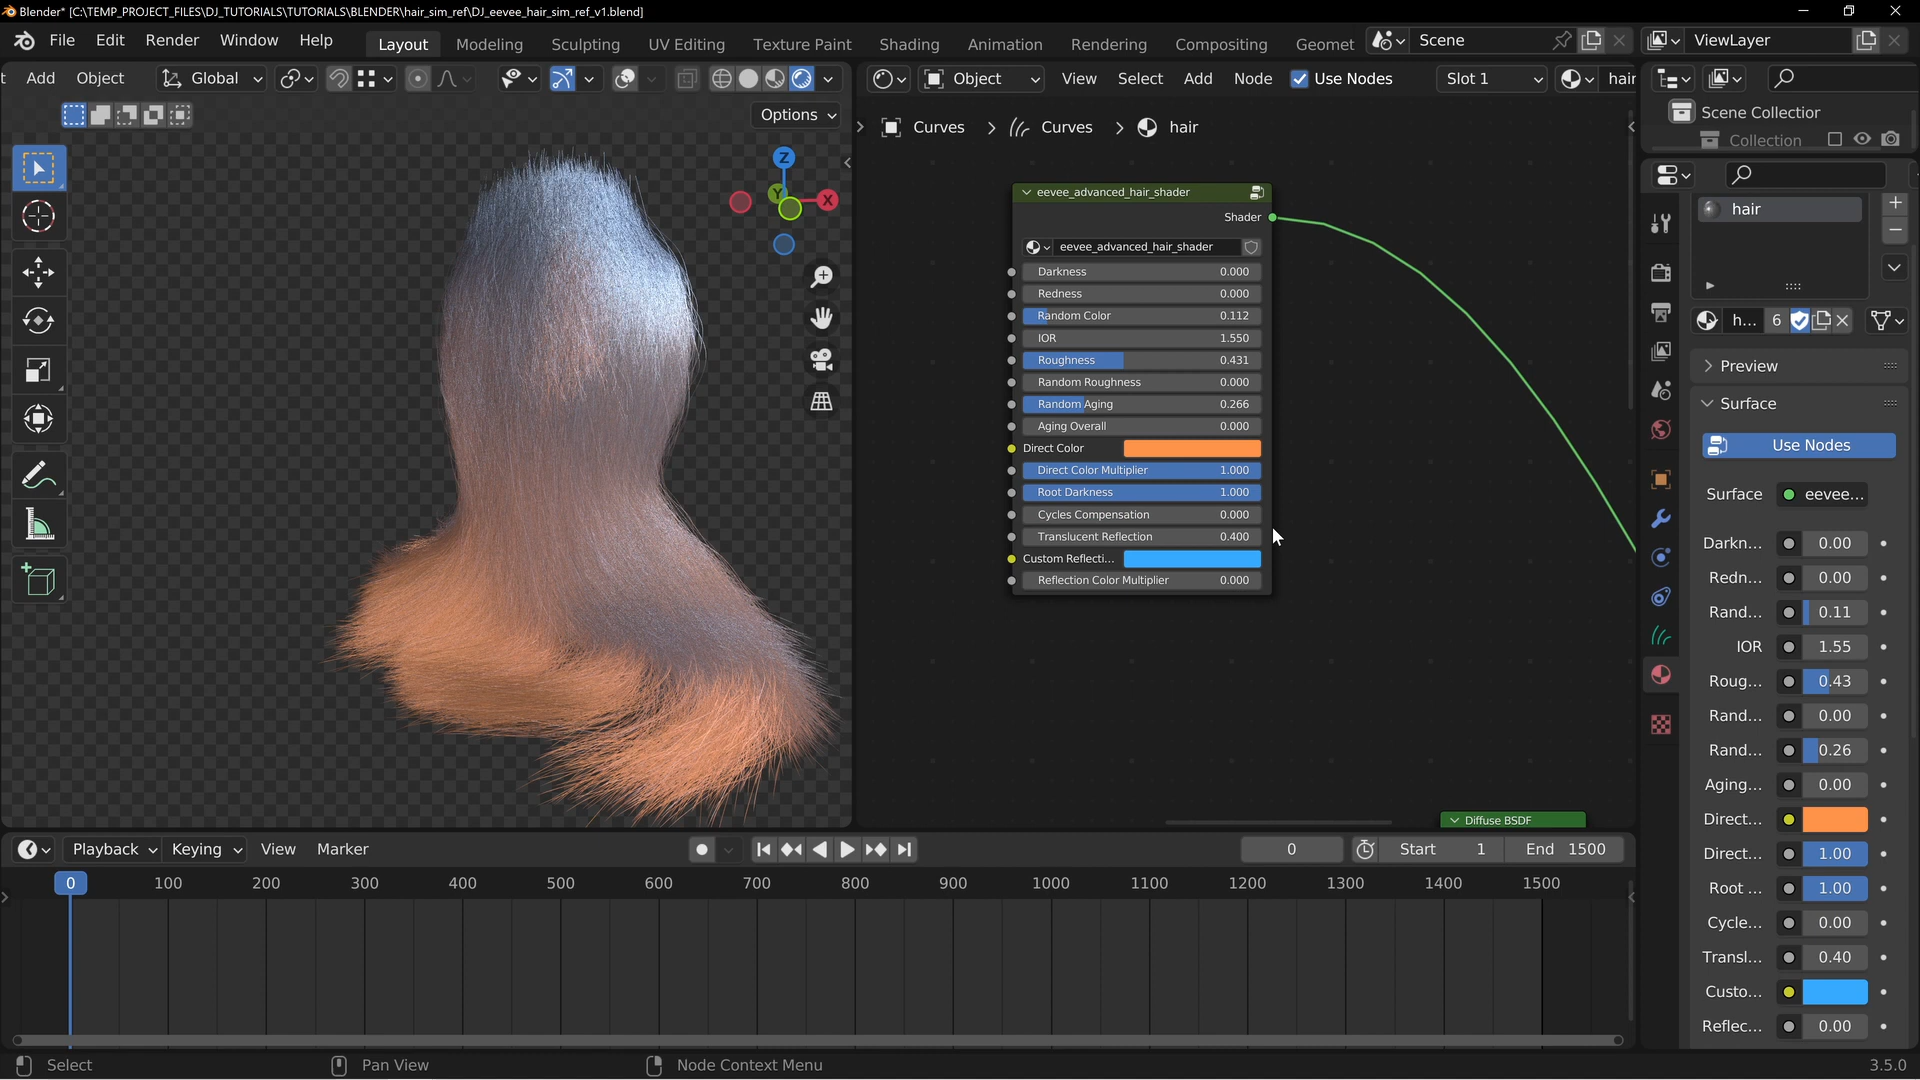 Blender* [C:\TEMP_PROJECT_FILES\DJ_TUTORIALS\TUTORIALS\BLENDER\hair_sim_ref\DJ_eevee_hair_sim_ref_v1.blend]
File Edit Render Window Help Layout Modeling Sculpting UV Editing Texture Paint Shading Animation Rendering Compositing Geomet Scene ViewLayer
t Add Object Global Object View Select Add Node Use Nodes Slot 1 hair
Options
Scene Collectior
Collection
Curves Curves hair
Z
Y
X
eevee_advanced_hair_shader
Shader
eevee_advanced_hair_shader
Darkness 0.000
Redness 0.000
Random Color 0.112
IOR 1.550
Roughness 0.431
Random Roughness 0.000
Random Aging 0.266
Aging Overall 0.000
Direct Color
Direct Color Multiplier 1.000
Root Darkness 1.000
Cycles Compensation 0.000
Translucent Reflection 0.400
Custom Reflecti...
Reflection Color Multiplier 0.000
Diffuse BSDF
hair
h... 6
Preview
Surface
Use Nodes
Surface eevee...
Darkn... 0.00
Redn... 0.00
Rand... 0.11
IOR 1.55
Roug... 0.43
Rand... 0.00
Rand... 0.26
Aging... 0.00
Direct...
Direct... 1.00
Root ... 1.00
Cycle... 0.00
Transl... 0.40
Custo...
Reflec... 0.00
Playback Keying View Marker 0 Start 1 End 1500
0 100 200 300 400 500 600 700 800 900 1000 1100 1200 1300 1400 1500
Select Pan View Node Context Menu 3.5.0